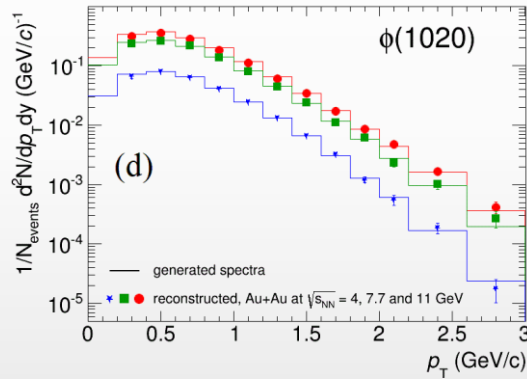 1/N_events d²N/dp_Tdy (GeV/c)⁻¹
φ(1020)
10⁻¹
10⁻²
10⁻³
10⁻⁴
10⁻⁵
(d)
generated spectra
reconstructed, Au+Au at √s_NN = 4, 7.7 and 11 GeV
0 0.5 1 1.5 2 2.5 3
p_T (GeV/c)